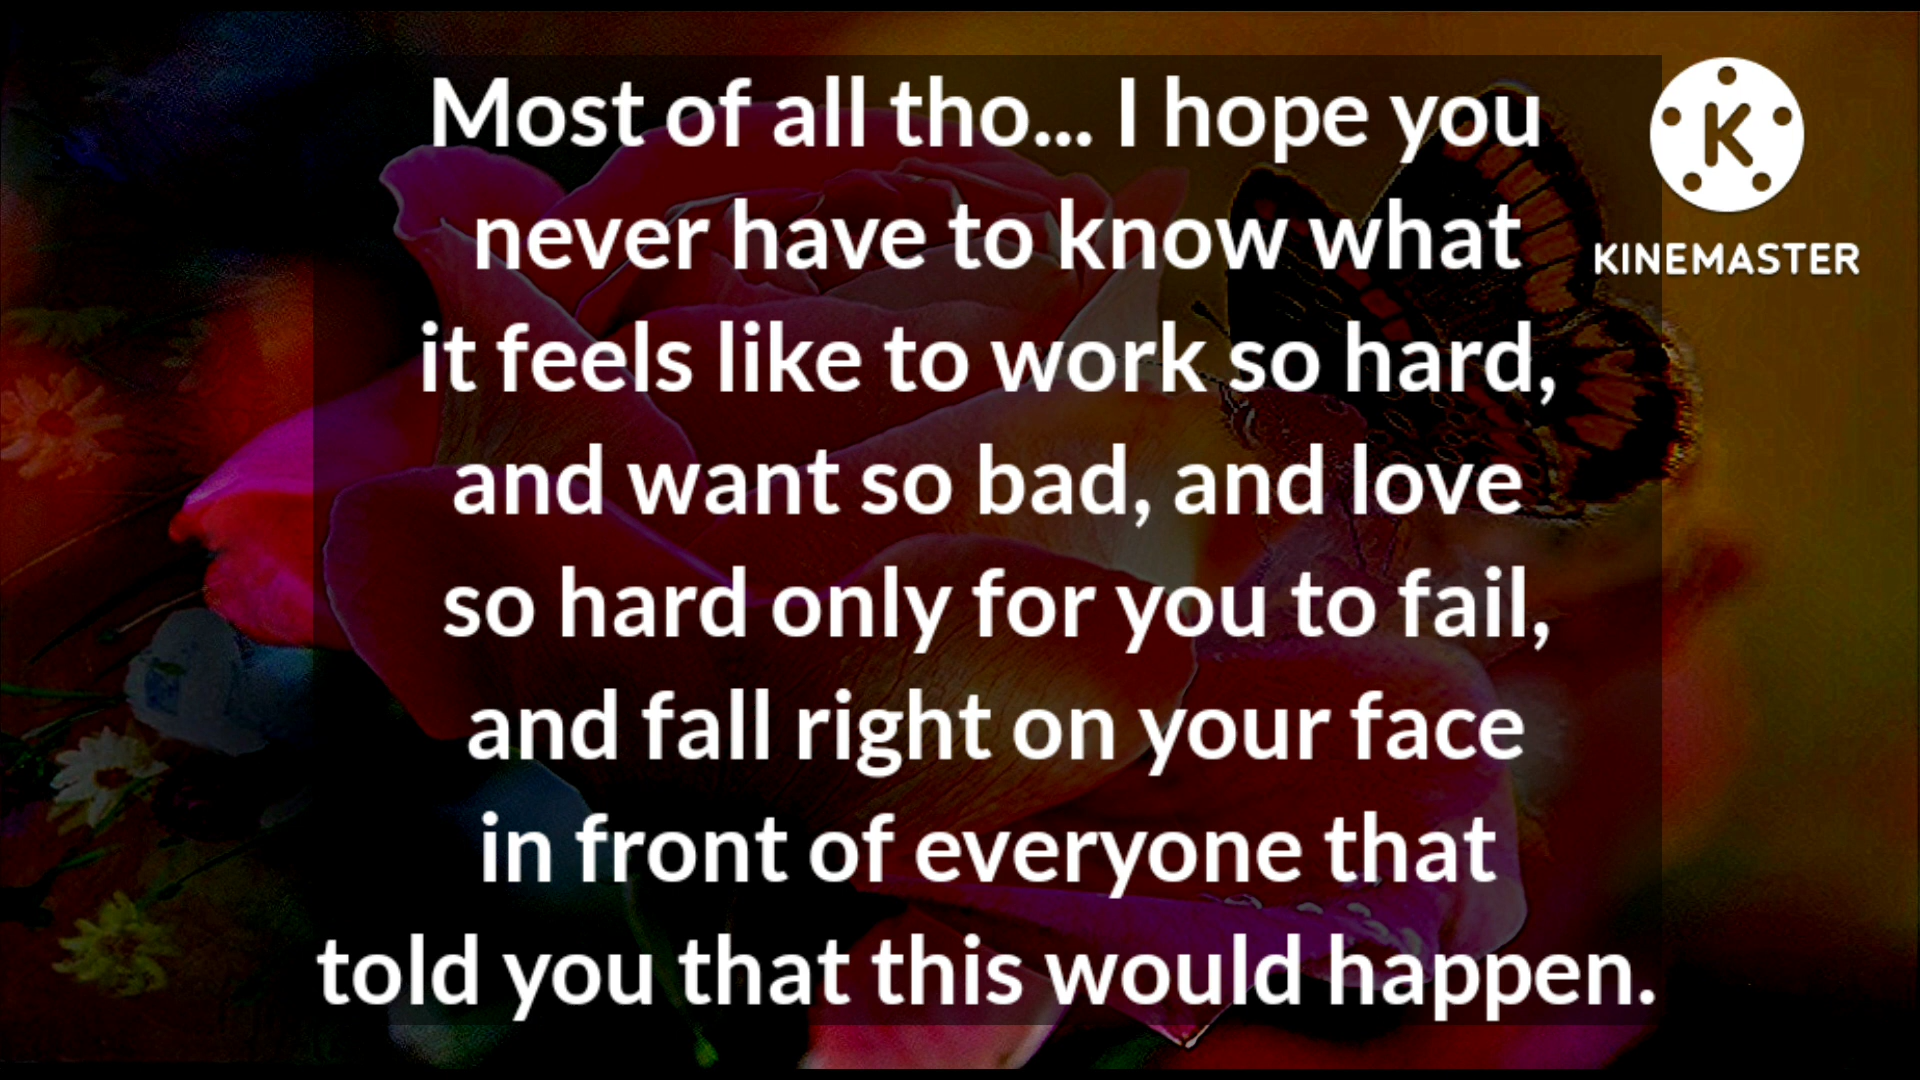 Most of all tho... I hope you
never have to know what
it feels like to work so hard,
and want so bad, and love
so hard only for you to fail,
and fall right on your face
in front of everyone that
told you that this would happen.
K
KINEMASTER